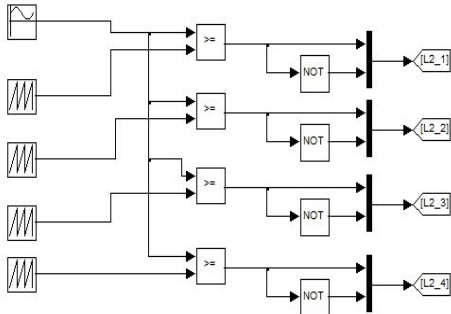 >=
NOT
[L2_1]
>=
NOT
[L2_2]
>=
NOT
[L2_3]
>=
NOT
[L2_4]